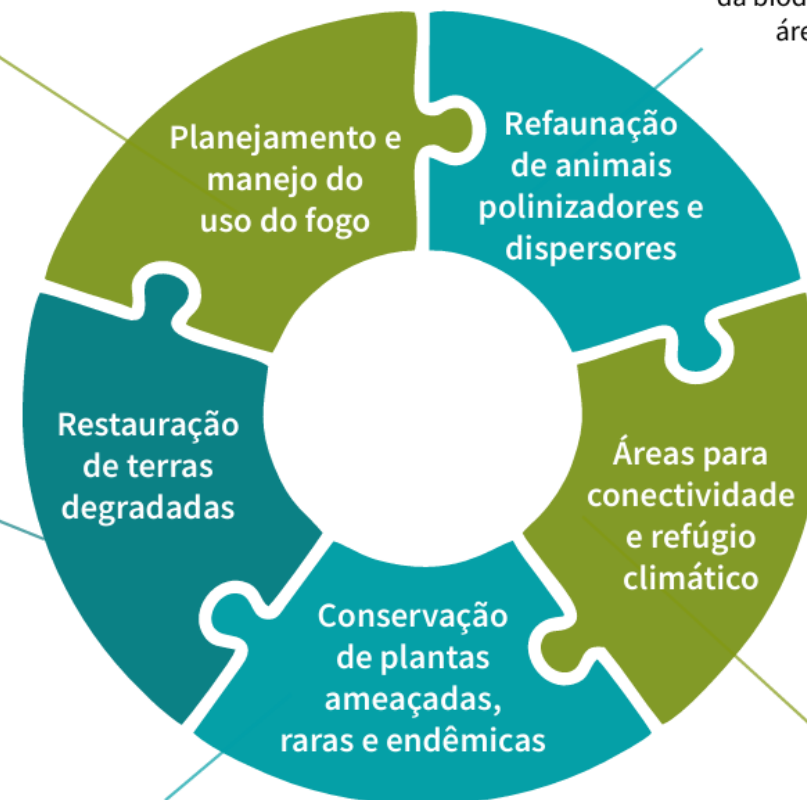 áre
Planejamento e
manejo do
uso do fogo
Refaunação
de animais
polinizadores e
dispersores
Restauração
de terras
degradadas
Áreas para
conectividade
e refúgio
climático
Conservação
de plantas
ameaçadas,
raras e endêmicas